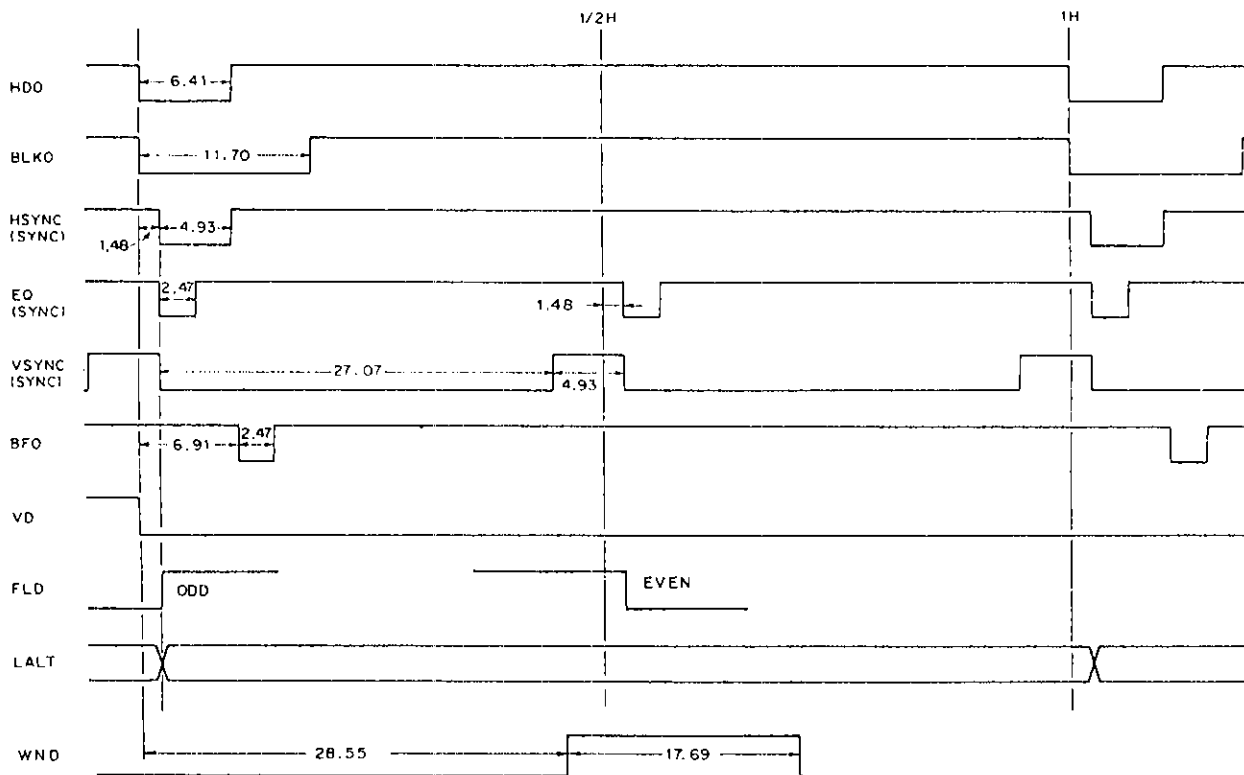 1/2H
1H
HDO
6.41
BLKO
11.70
HSYNC
(SYNC)
4.93
1.48
EQ
(SYNC)
2.47
1.48
VSYNC
(SYNC)
27.07
4.93
BFO
6.91
2.47
VD
FLD
ODD
EVEN
LALT
WND
28.55
17.69